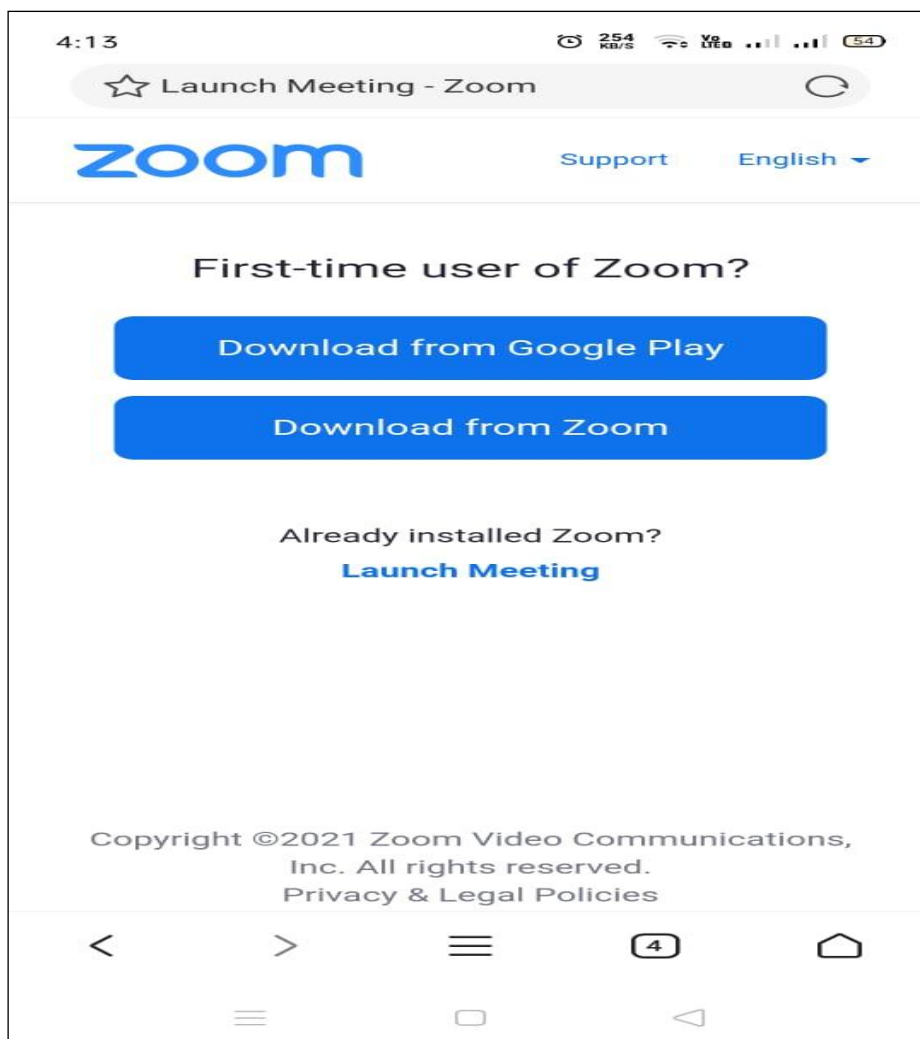 4:13 254 KB/S Vo LTE 54
Launch Meeting - Zoom
zoom Support English
First-time user of Zoom?
Download from Google Play
Download from Zoom
Already installed Zoom?
Launch Meeting
Copyright ©2021 Zoom Video Communications,
Inc. All rights reserved.
Privacy & Legal Policies
4